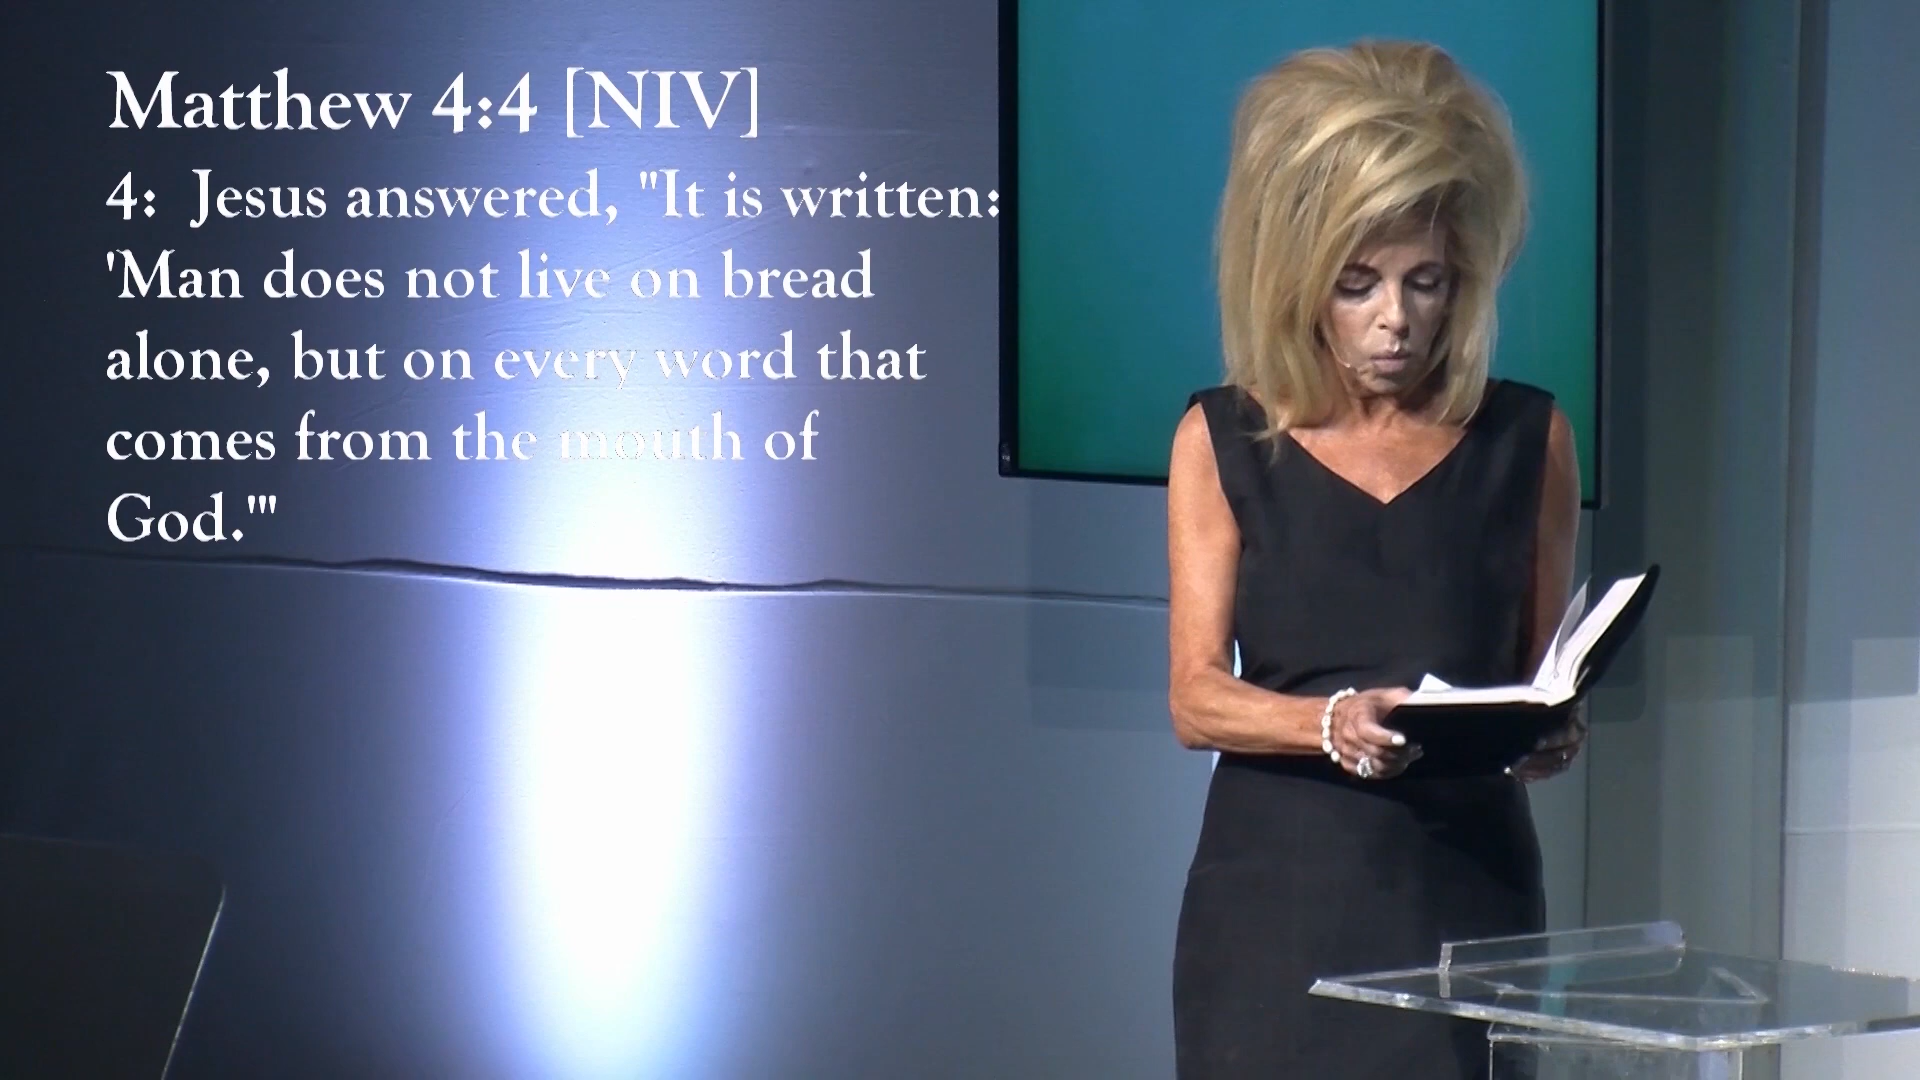 Matthew 4:4 [NIV]
4:  Jesus answered, "It is written:
'Man does not live on bread
alone, but on every word that
comes from the mouth of
God.'"